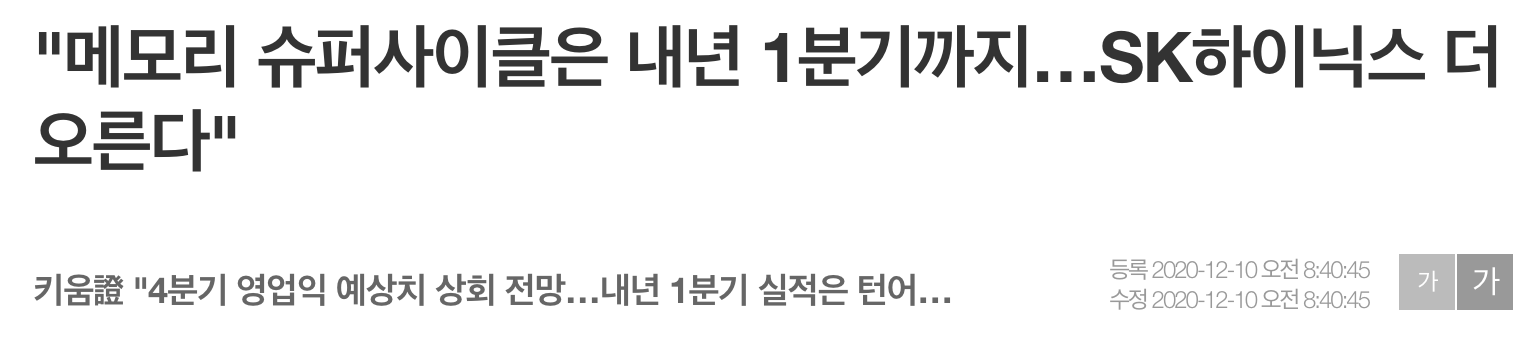 "메모리 슈퍼사이클은 내년 1분기까지…SK하이닉스 더
오른다"
키움證 "4분기 영업익 예상치 상회 전망…내년 1분기 실적은 턴어…
등록 2020-12-10 오전 8:40:45
수정 2020-12-10 오전 8:40:45
가 가